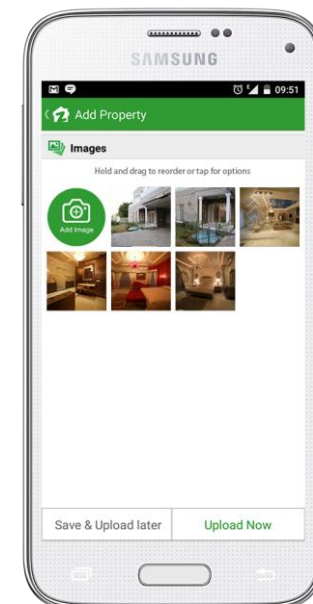 SAMSUNG
09:51
Add Property
Images
Hold and drag to reorder or tap for options
Add Image
Save & Upload later
Upload Now